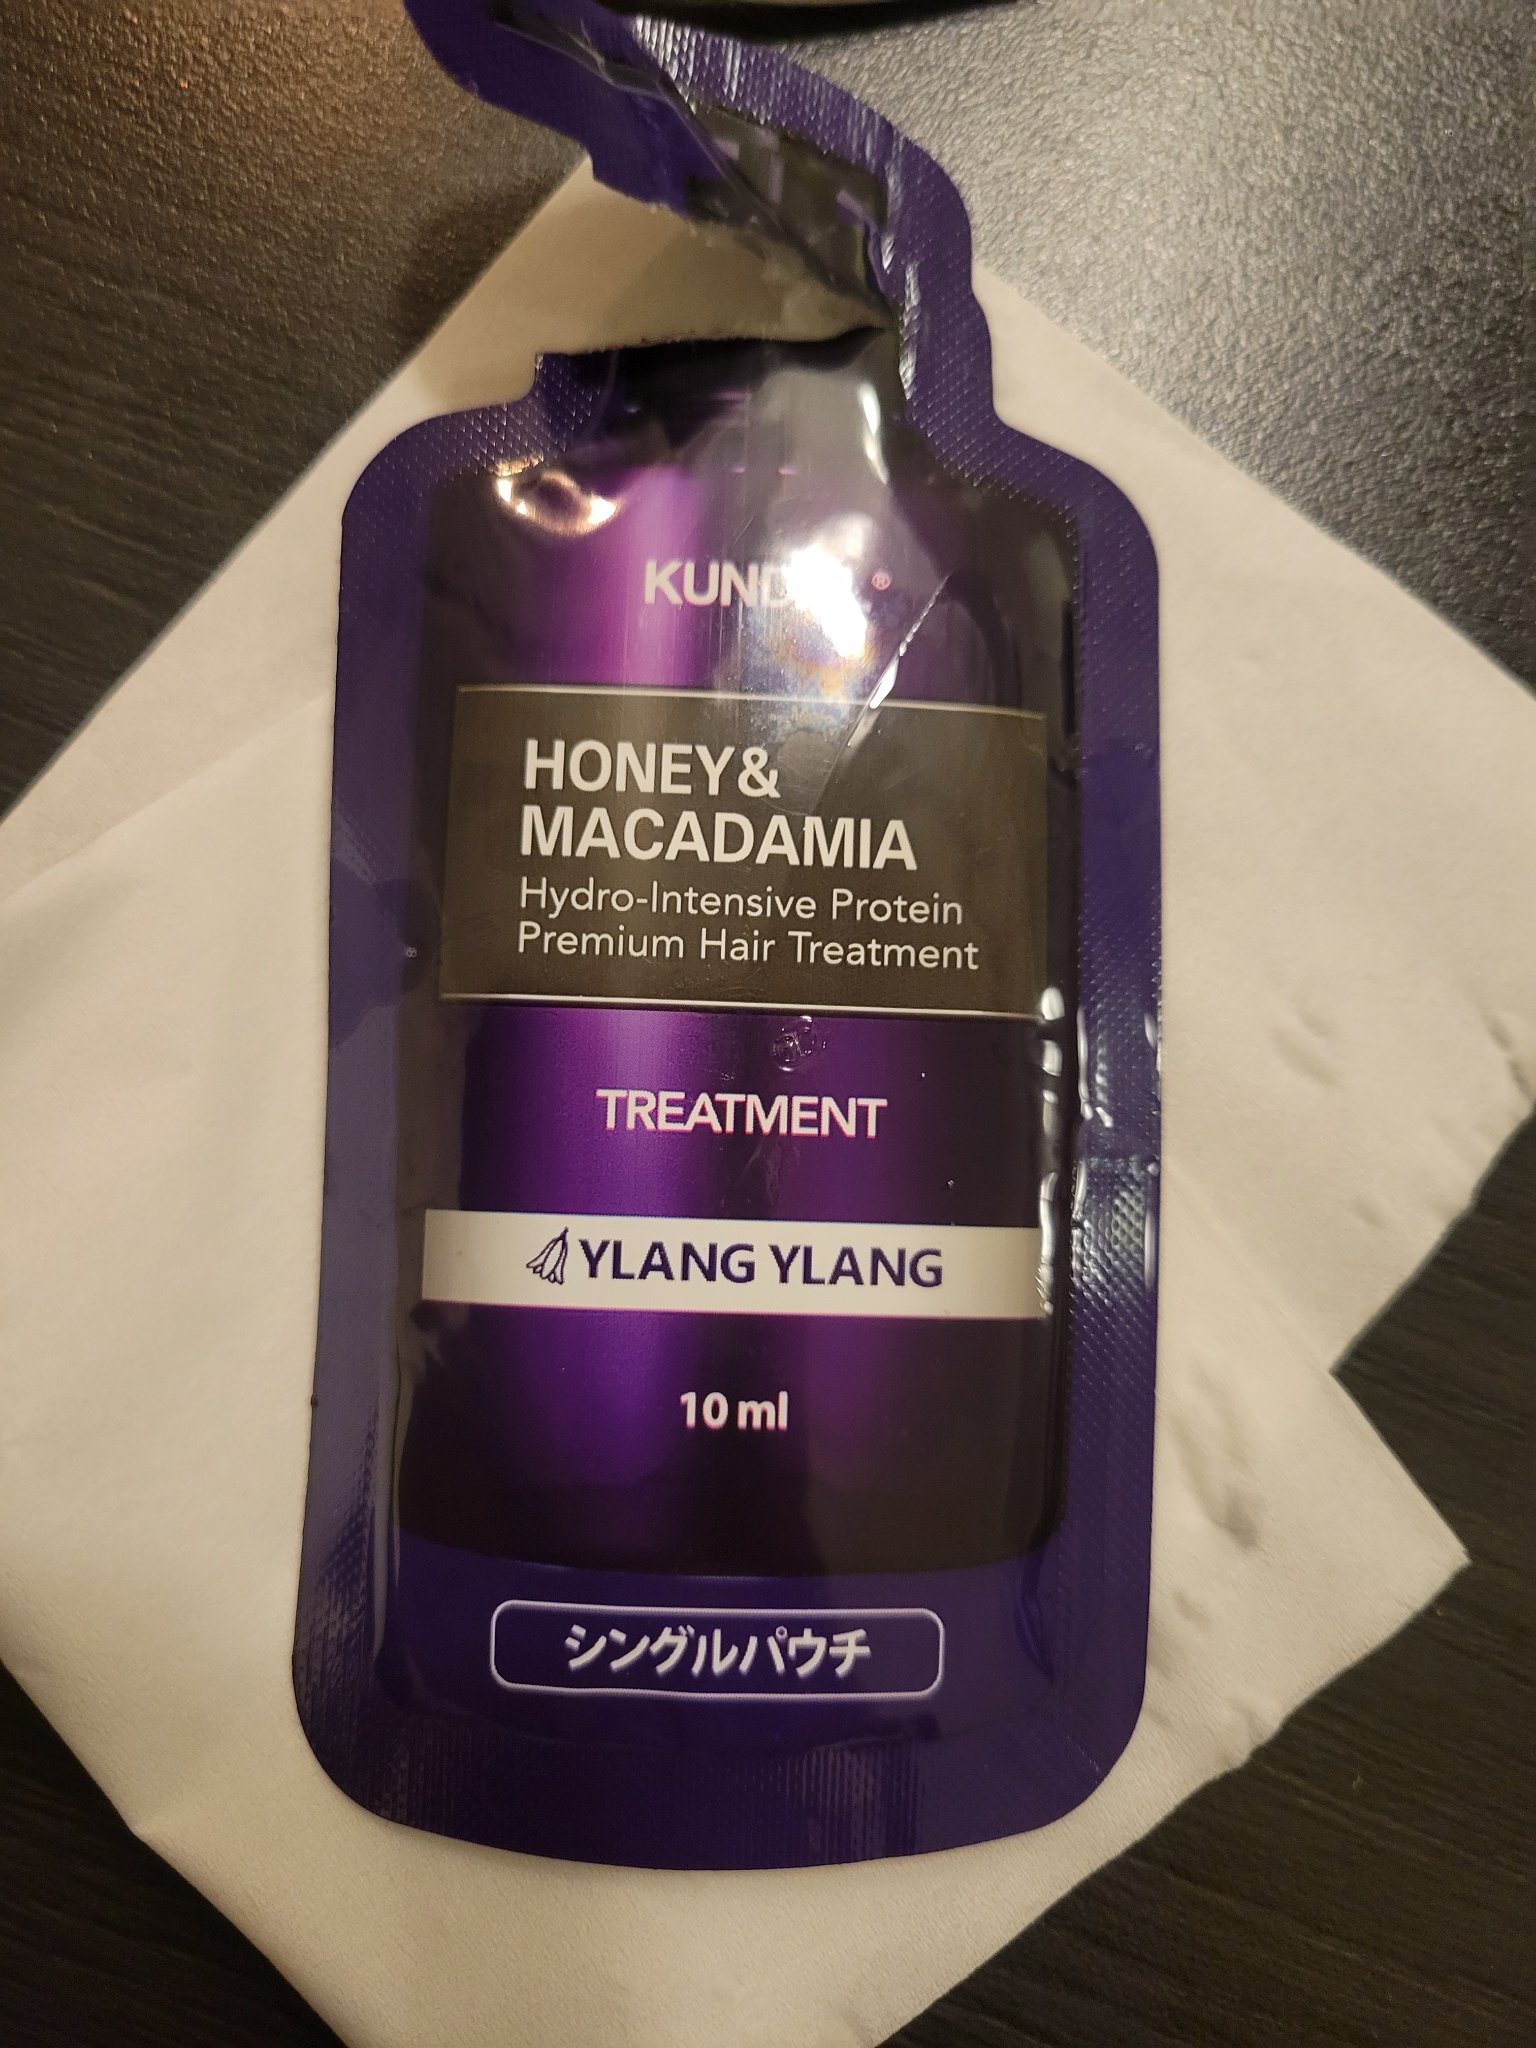 HONEY&
MACADAMIA
Hydro-Intensive Protein
Premium Hair Treatment
TREATMENT
YLANG YLANG
10 ml
シングルパウチ